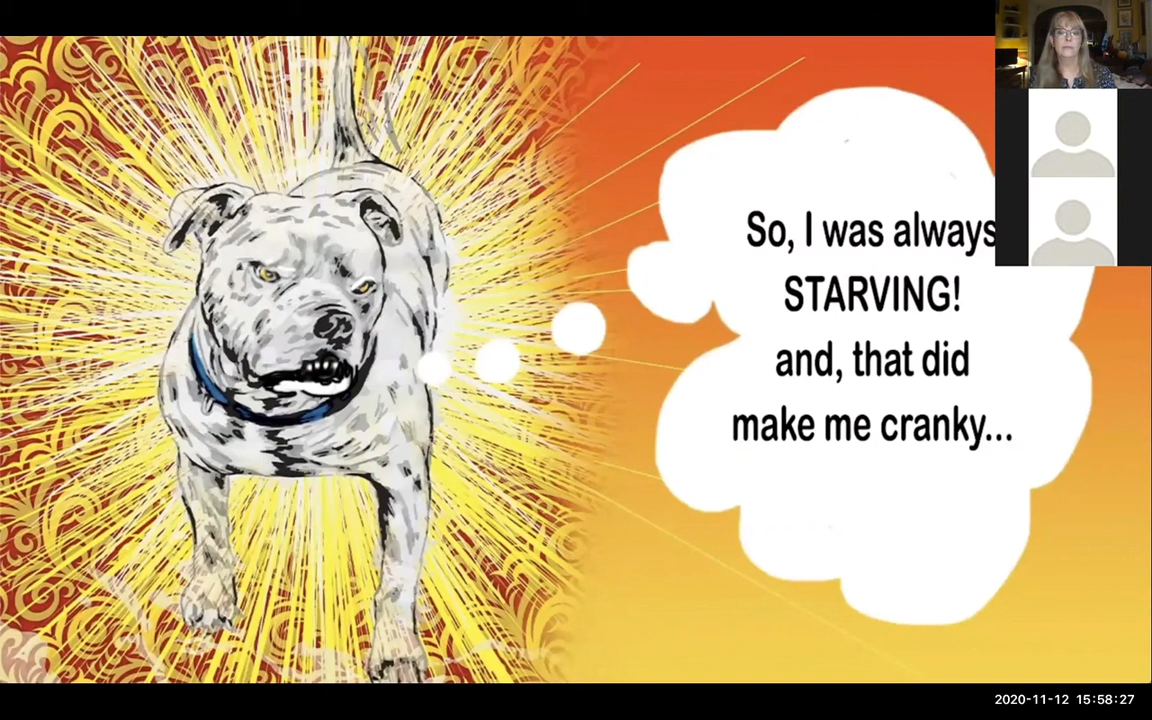 So, I was always
STARVING!
and, that did
make me cranky...
2020-11-12 15:58:27